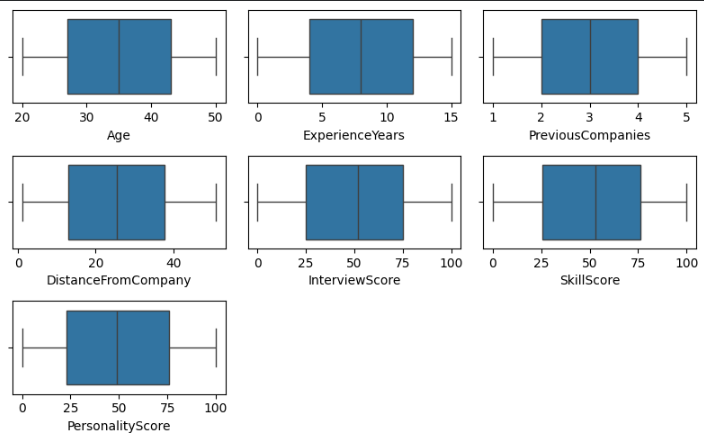 20 30 40 50 0 5 10 15 1 2 3 4 5
Age ExperienceYears PreviousCompanies
0 20 40 0 25 50 75 100 0 25 50 75 100
DistanceFromCompany InterviewScore SkillScore
0 25 50 75 100
PersonalityScore